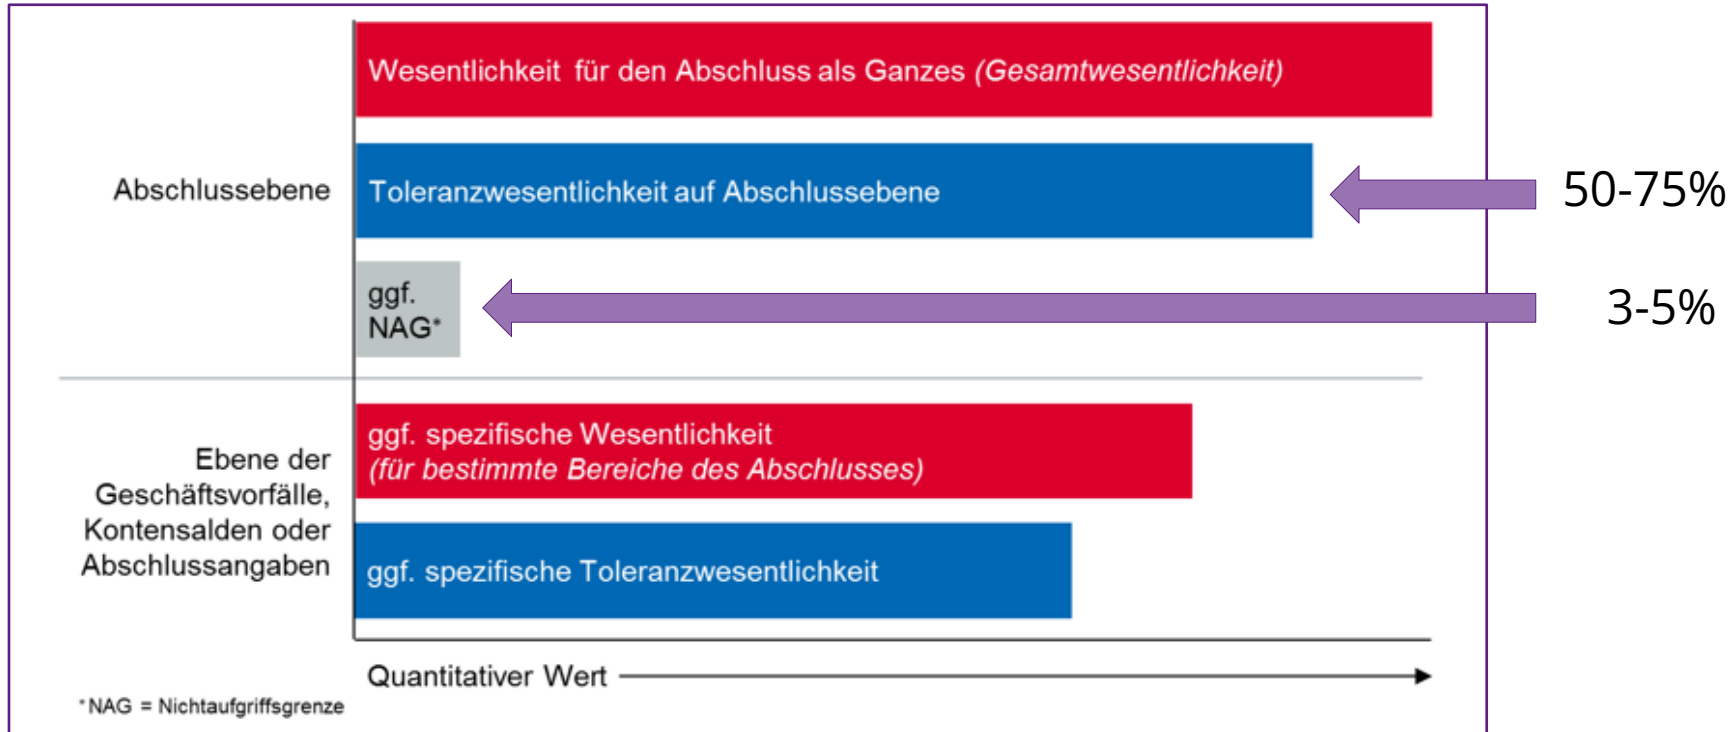 Wesentlichkeit für den Abschluss als Ganzes (Gesamtwesentlichkeit)
Abschlussebene
Toleranzwesentlichkeit auf Abschlussebene
50-75%
ggf.
NAG*
3-5%
Ebene der
Geschäftsvorfälle,
Kontensalden oder
Abschlussangaben
ggf. spezifische Wesentlichkeit
(für bestimmte Bereiche des Abschlusses)
ggf. spezifische Toleranzwesentlichkeit
Quantitativer Wert
*NAG = Nichtaufgriffsgrenze